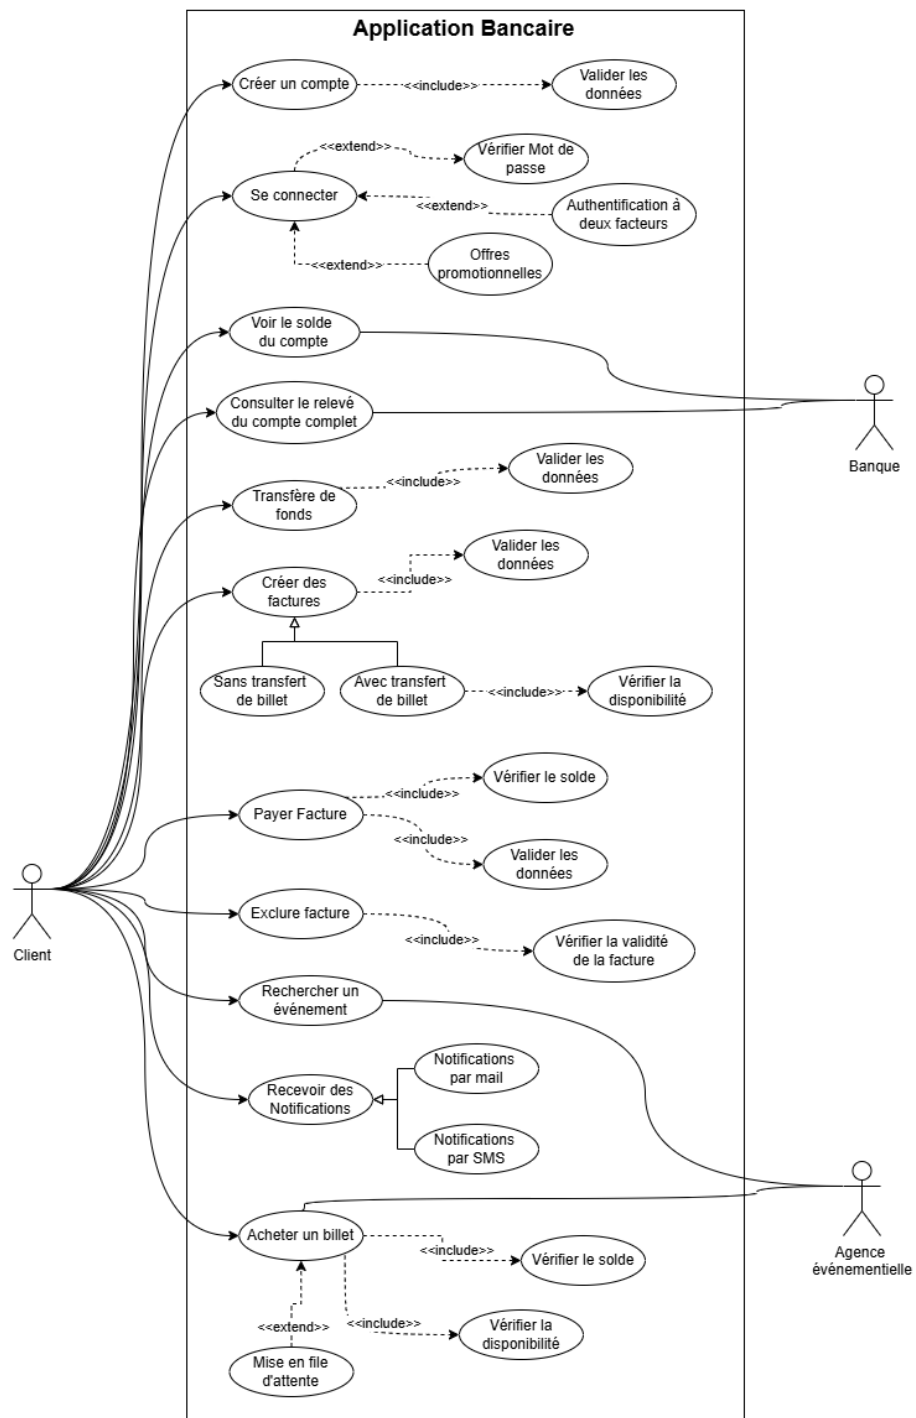 Application Bancaire
Créer un compte
<<include>>
Valider les
données
<<extend>>
Vérifier Mot de
passe
Se connecter
<<extend>>
Authentification à
deux facteurs
<<extend>>
Offres
promotionnelles
Voir le solde
du compte
Consulter le relevé
du compte complet
Banque
Transfère de
fonds
<<include>>
Valider les
données
Créer des
factures
<<include>>
Valider les
données
Sans transfert
de billet
Avec transfert
de billet
<<include>>
Vérifier la
disponibilité
Payer Facture
<<include>>
Vérifier le solde
<<include>>
Valider les
données
Client
Exclure facture
<<include>>
Vérifier la validité
de la facture
Rechercher un
événement
Recevoir des
Notifications
Notifications
par mail
Notifications
par SMS
Agence
événementielle
Acheter un billet
<<include>>
Vérifier le solde
<<extend>>
<<include>>
Vérifier la
disponibilité
Mise en file
d'attente